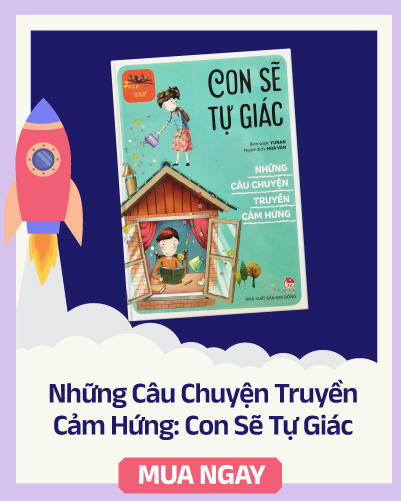 CON SẼ
TỰ GIÁC
Biên soạn: YUNAN
Người dịch: HOÀ VÂN
NHỮNG
CÂU CHUYỆN
TRUYỀN
CẢM HỨNG
NHÀ XUẤT BẢN KIM ĐỒNG
Những Câu Chuyện Truyền
Cảm Hứng: Con Sẽ Tự Giác
MUA NGAY